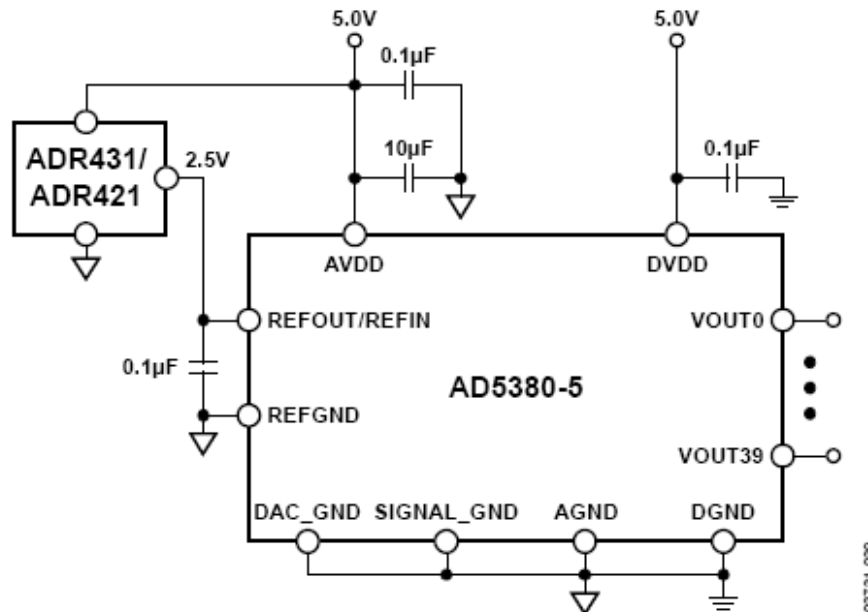 5.0V
5.0V
0.1µF
10µF
0.1µF
ADR431/
ADR421
2.5V
AVDD
DVDD
REFOUT/REFIN
VOUT0
0.1µF
AD5380-5
REFGND
VOUT39
DAC_GND
SIGNAL_GND
AGND
DGND